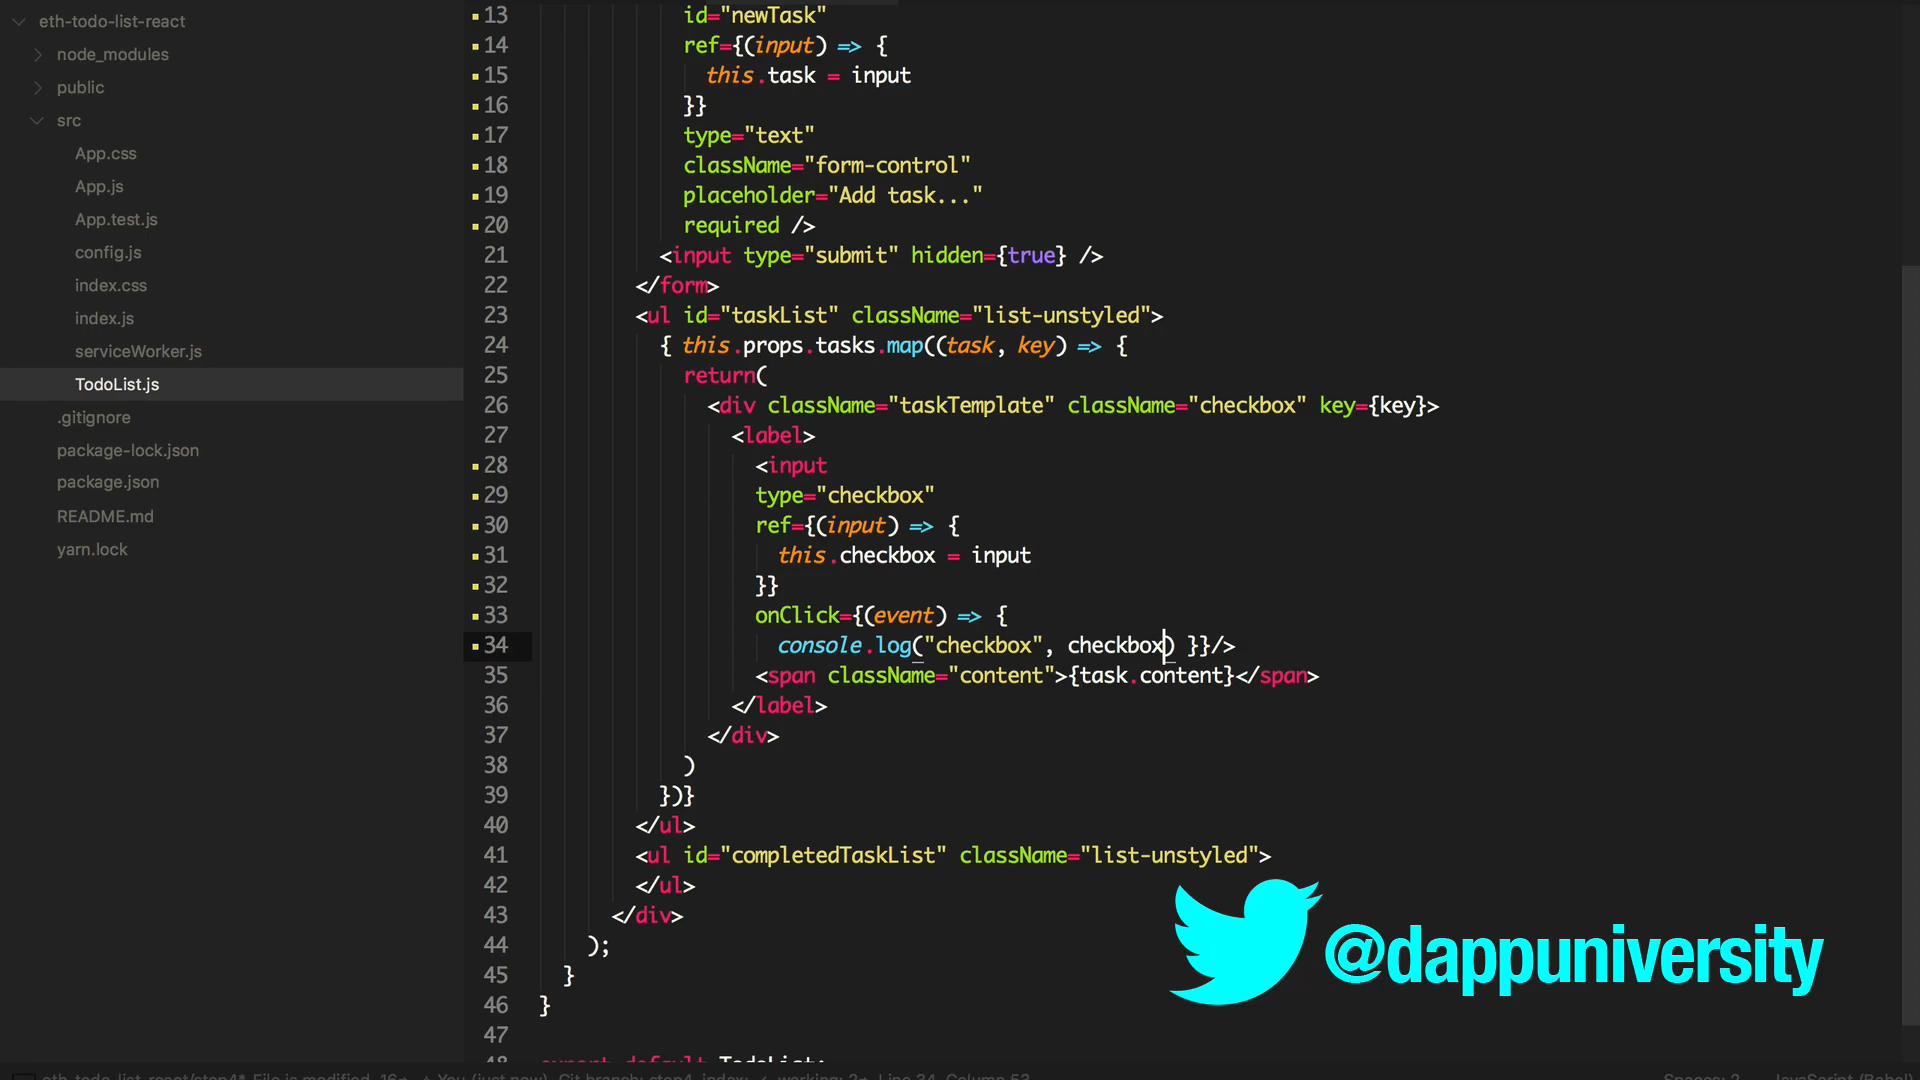 eth-todo-list-react
node_modules
public
src
App.css
App.js
App.test.js
config.js
index.css
index.js
serviceWorker.js
TodoList.js
.gitignore
package-lock.json
package.json
README.md
yarn.lock
13 id="newTask"
14 ref={(input) => {
15 this.task = input
16 }}
17 type="text"
18 className="form-control"
19 placeholder="Add task..."
20 required />
21 <input type="submit" hidden={true} />
22 </form>
23 <ul id="taskList" className="list-unstyled">
24 { this.props.tasks.map((task, key) => {
25 return(
26 <div className="taskTemplate" className="checkbox" key={key}>
27 <label>
28 <input
29 type="checkbox"
30 ref={(input) => {
31 this.checkbox = input
32 }}
33 onClick={(event) => {
34 console.log("checkbox", checkbox) }}/>
35 <span className="content">{task.content}</span>
36 </label>
37 </div>
38 )
39 })}
40 </ul>
41 <ul id="completedTaskList" className="list-unstyled">
42 </ul>
43 </div>
44 );
45 }
46 }
47
48 export default TodoList;
@dappuniversity